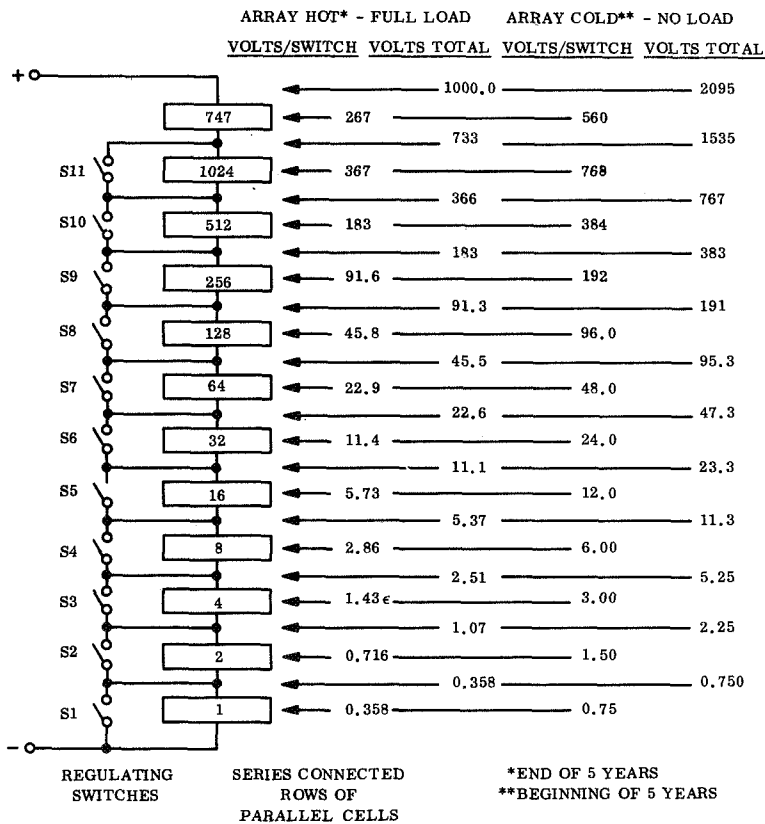 ARRAY HOT* - FULL LOAD ARRAY COLD** - NO LOAD
VOLTS/SWITCH VOLTS TOTAL VOLTS/SWITCH VOLTS TOTAL
+
1000.0 2095
747 267 560
733 1535
S11 1024 367 768
366 767
S10 512 183 384
183 383
S9 256 91.6 192
91.3 191
S8 128 45.8 96.0
45.5 95.3
S7 64 22.9 48.0
22.6 47.3
S6 32 11.4 24.0
11.1 23.3
S5 16 5.73 12.0
5.37 11.3
S4 8 2.86 6.00
2.51 5.25
S3 4 1.43є 3.00
1.07 2.25
S2 2 0.716 1.50
0.358 0.750
S1 1 0.358 0.75
-
REGULATING SERIES CONNECTED *END OF 5 YEARS
SWITCHES ROWS OF **BEGINNING OF 5 YEARS
PARALLEL CELLS